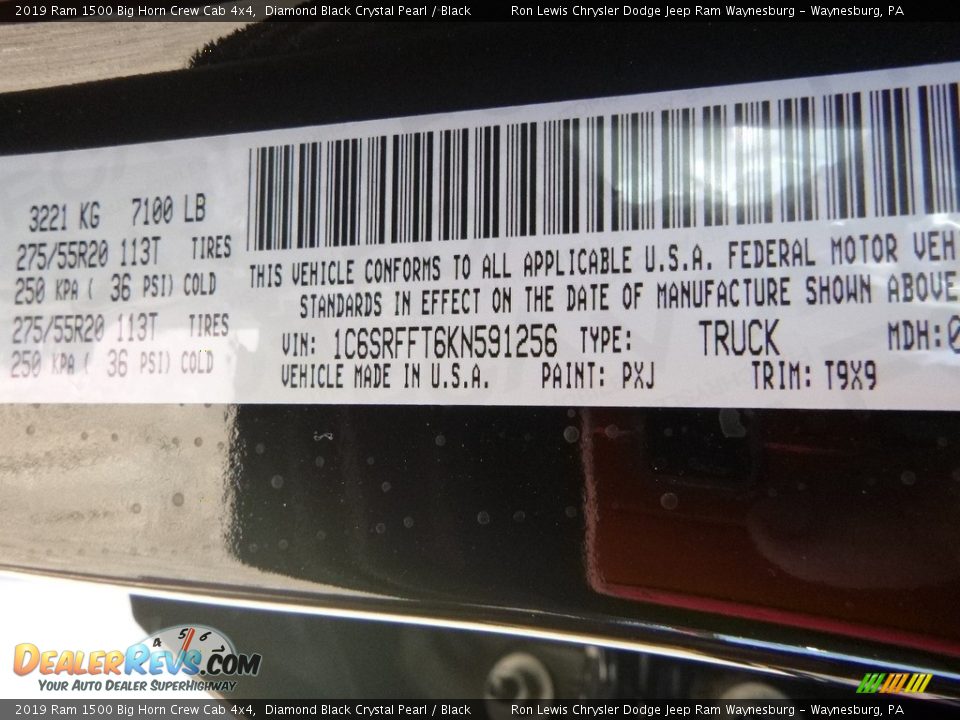 2019 Ram 1500 Big Horn Crew Cab 4x4, Diamond Black Crystal Pearl / Black Ron Lewis Chrysler Dodge Jeep Ram Waynesburg - Waynesburg, PA
3221 KG 7100 LB
275/55R20 113T TIRES
250 KPA ( 36 PSI) COLD
275/55R20 113T TIRES
250 KPA ( 36 PSI) COLD
THIS VEHICLE CONFORMS TO ALL APPLICABLE U.S.A. FEDERAL MOTOR VEH
STANDARDS IN EFFECT ON THE DATE OF MANUFACTURE SHOWN ABOVE
VIN: 1C6SRFFT6KN591256 TYPE: TRUCK MDH:0
VEHICLE MADE IN U.S.A. PAINT: PXJ TRIM: T9X9
4 5 6
DEALERREVS.COM
YOUR AUTO DEALER SUPERHIGHWAY
2019 Ram 1500 Big Horn Crew Cab 4x4, Diamond Black Crystal Pearl / Black Ron Lewis Chrysler Dodge Jeep Ram Waynesburg - Waynesburg, PA